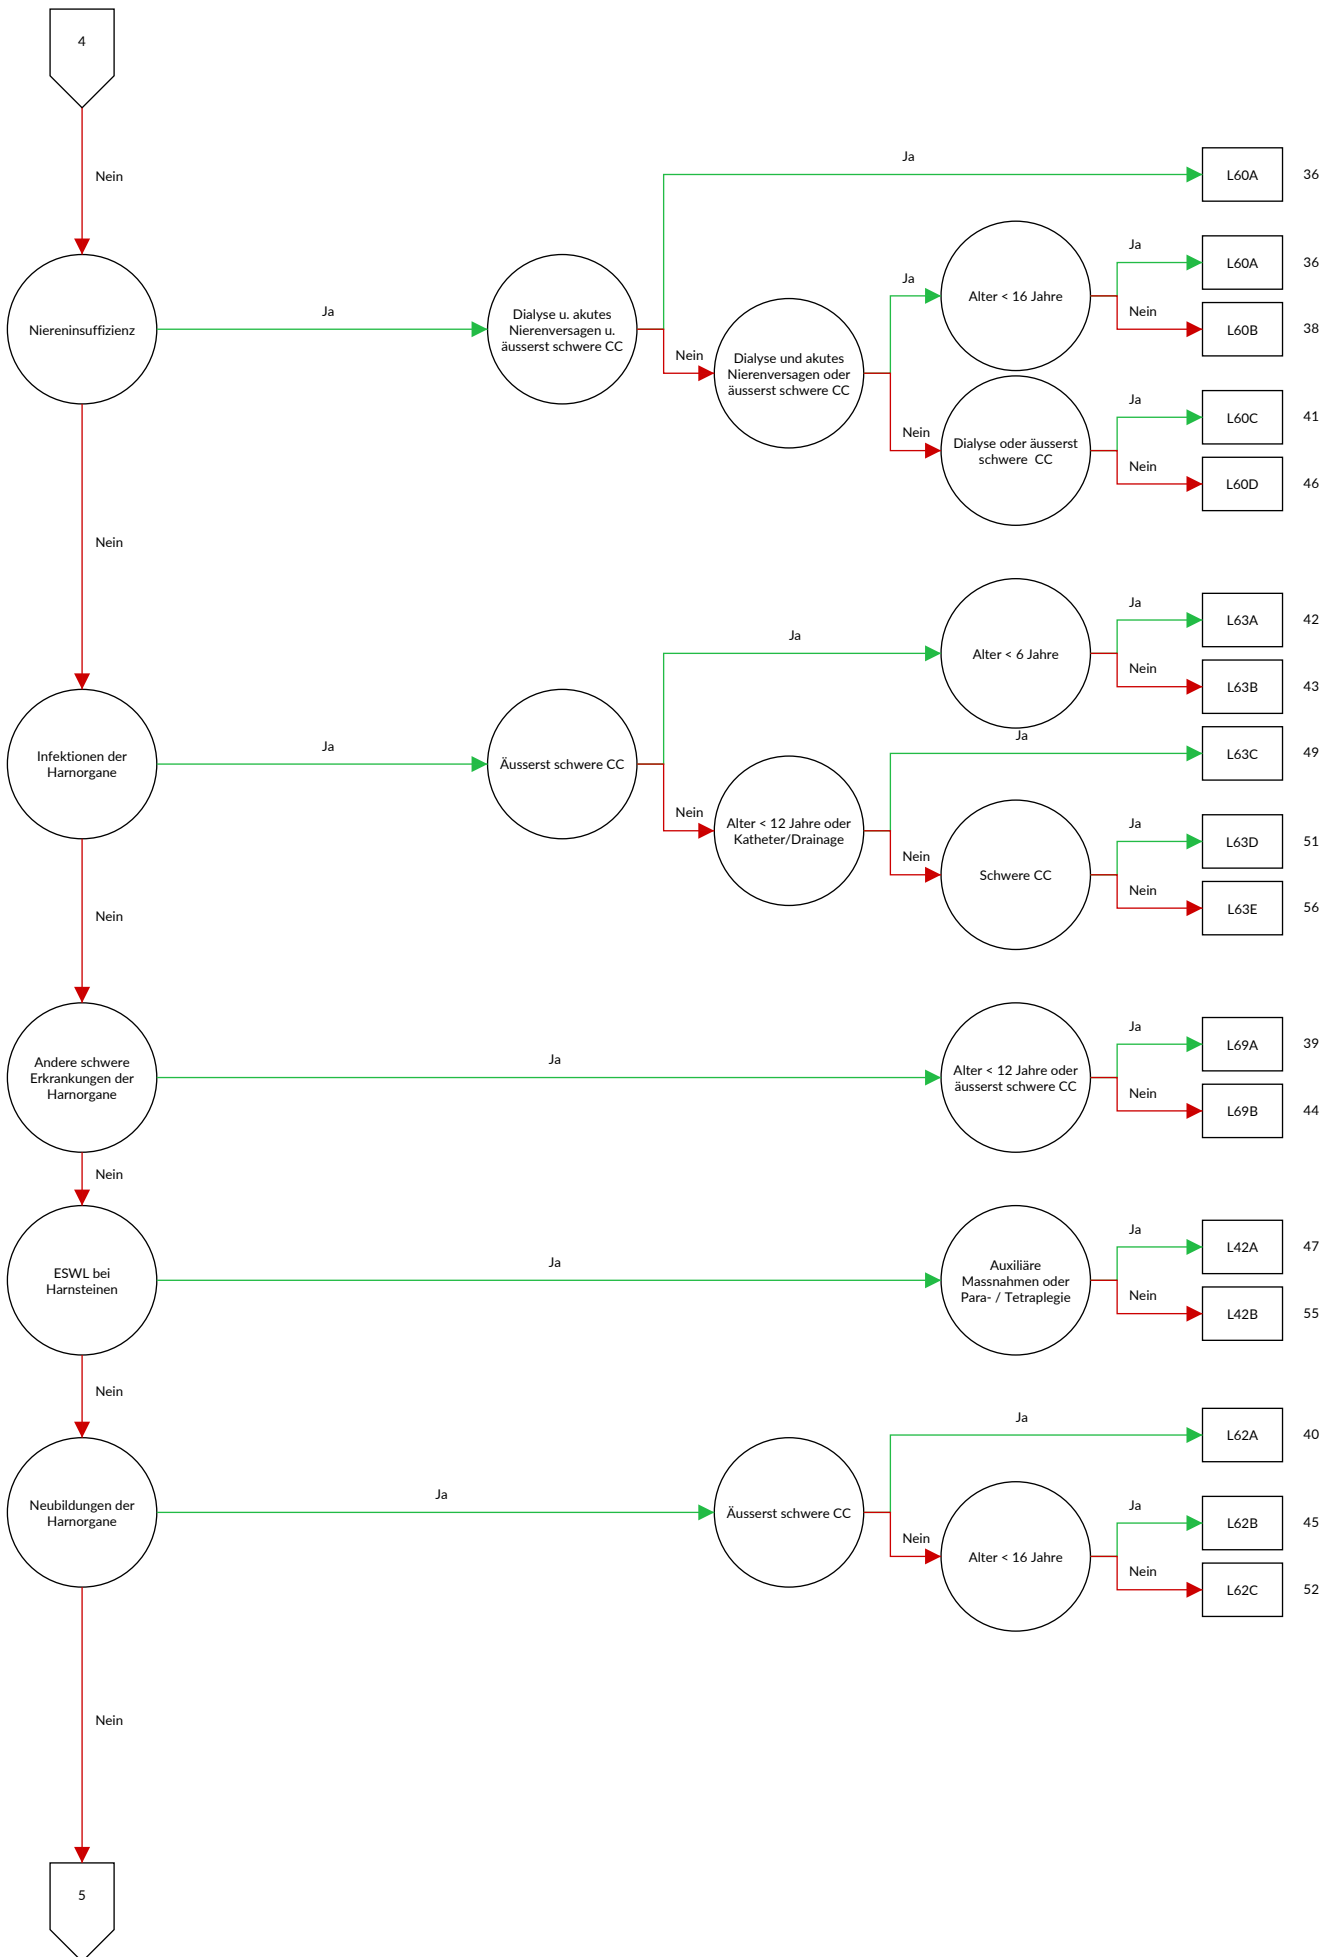 4
Nein
Niereninsuffizienz
Ja
Dialyse u. akutes
Nierenversagen u.
äusserst schwere CC
Ja
L60A
36
Nein
Dialyse und akutes
Nierenversagen oder
äusserst schwere CC
Ja
Alter < 16 Jahre
Ja
L60A
36
Nein
L60B
38
Nein
Dialyse oder äusserst
schwere  CC
Ja
L60C
41
Nein
L60D
46
Nein
Infektionen der
Harnorgane
Ja
Äusserst schwere CC
Ja
Alter < 6 Jahre
Ja
L63A
42
Nein
L63B
43
Nein
Alter < 12 Jahre oder
Katheter/Drainage
Ja
L63C
49
Nein
Schwere CC
Ja
L63D
51
Nein
L63E
56
Nein
Andere schwere
Erkrankungen der
Harnorgane
Ja
Alter < 12 Jahre oder
äusserst schwere CC
Ja
L69A
39
Nein
L69B
44
Nein
ESWL bei
Harnsteinen
Ja
Auxiliäre
Massnahmen oder
Para- / Tetraplegie
Ja
L42A
47
Nein
L42B
55
Nein
Neubildungen der
Harnorgane
Ja
Äusserst schwere CC
Ja
L62A
40
Nein
Alter < 16 Jahre
Ja
L62B
45
Nein
L62C
52
Nein
5